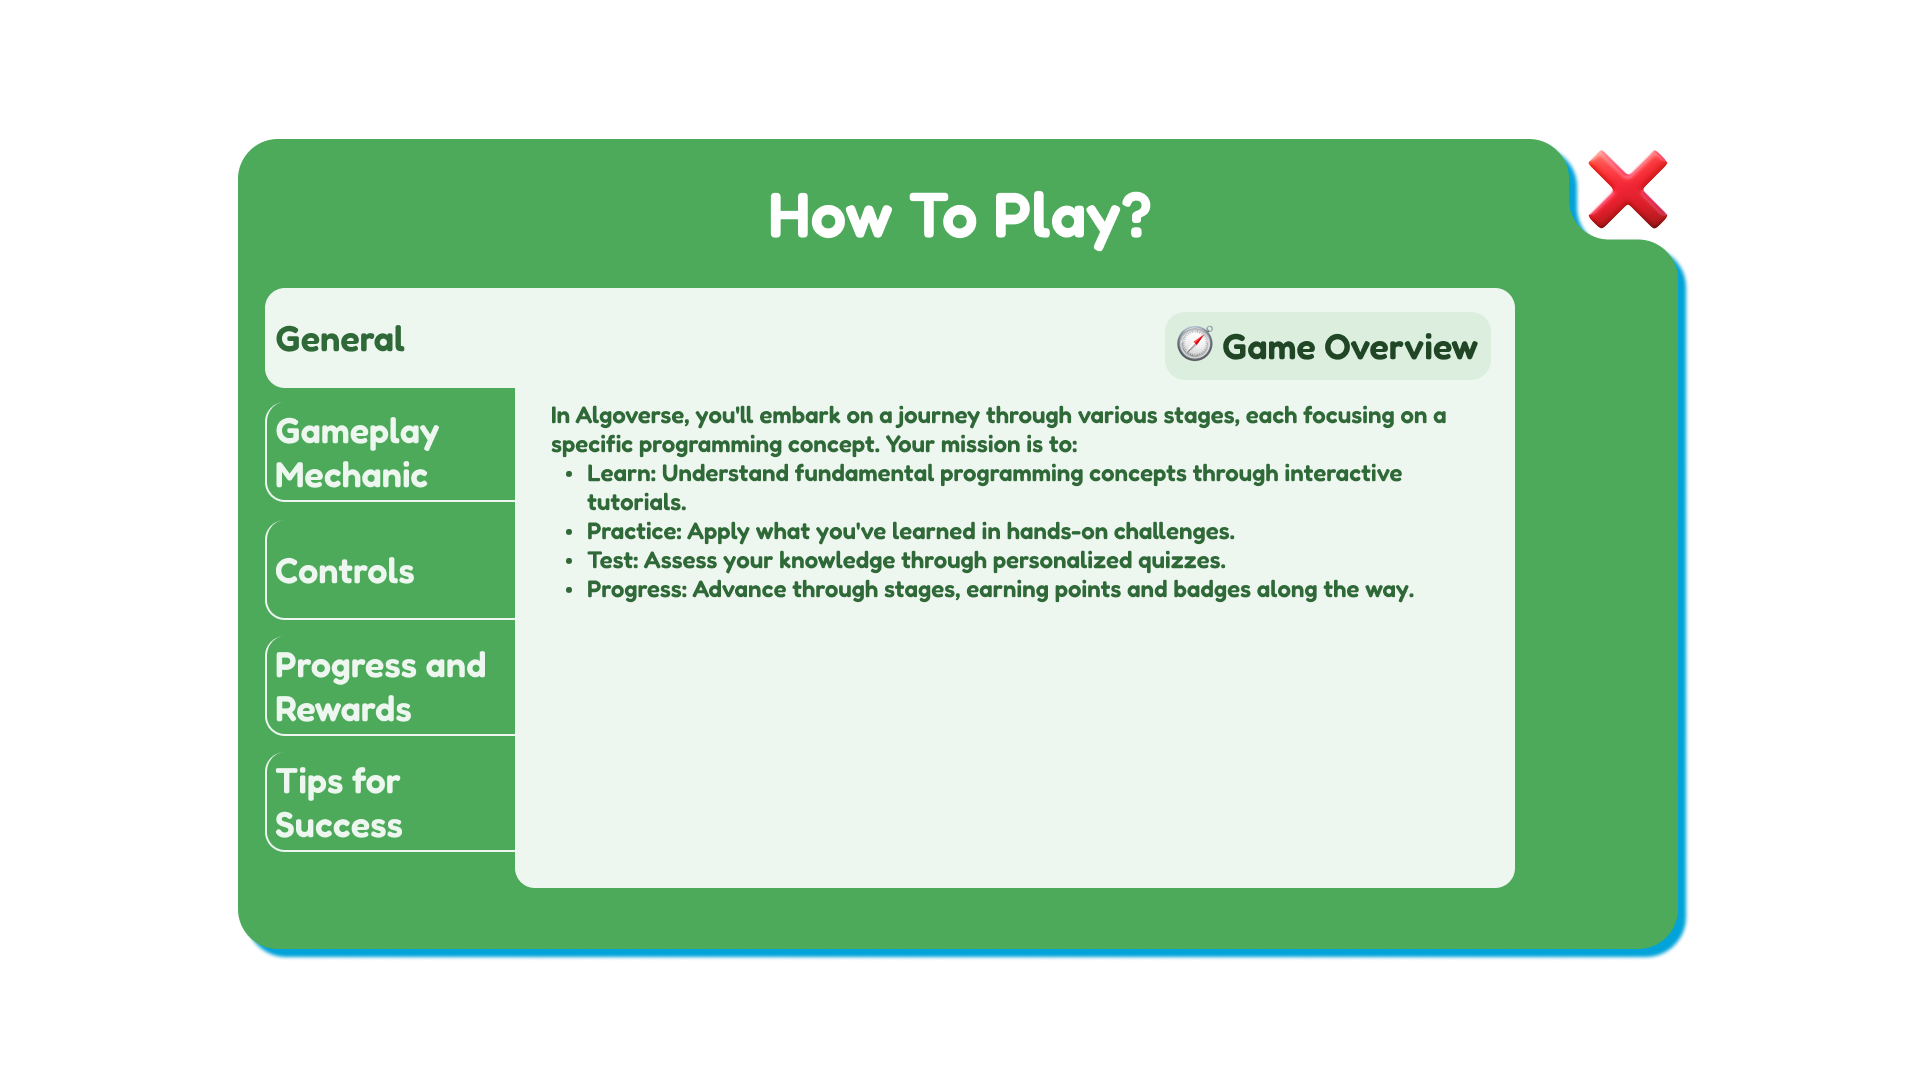 How To Play?
General
Game Overview
In Algoverse, you'll embark on a journey through various stages, each focusing on a
specific programming concept. Your mission is to:
• Learn: Understand fundamental programming concepts through interactive
tutorials.
• Practice: Apply what you've learned in hands-on challenges.
• Test: Assess your knowledge through personalized quizzes.
• Progress: Advance through stages, earning points and badges along the way.
Gameplay
Mechanic
Controls
Progress and
Rewards
Tips for
Success